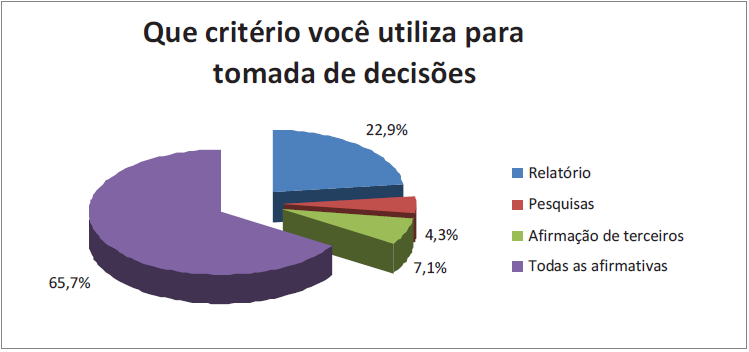 Que critério você utiliza para
tomada de decisões
22,9%
4,3%
7,1%
65,7%
Relatório
Pesquisas
Afirmação de terceiros
Todas as afirmativas